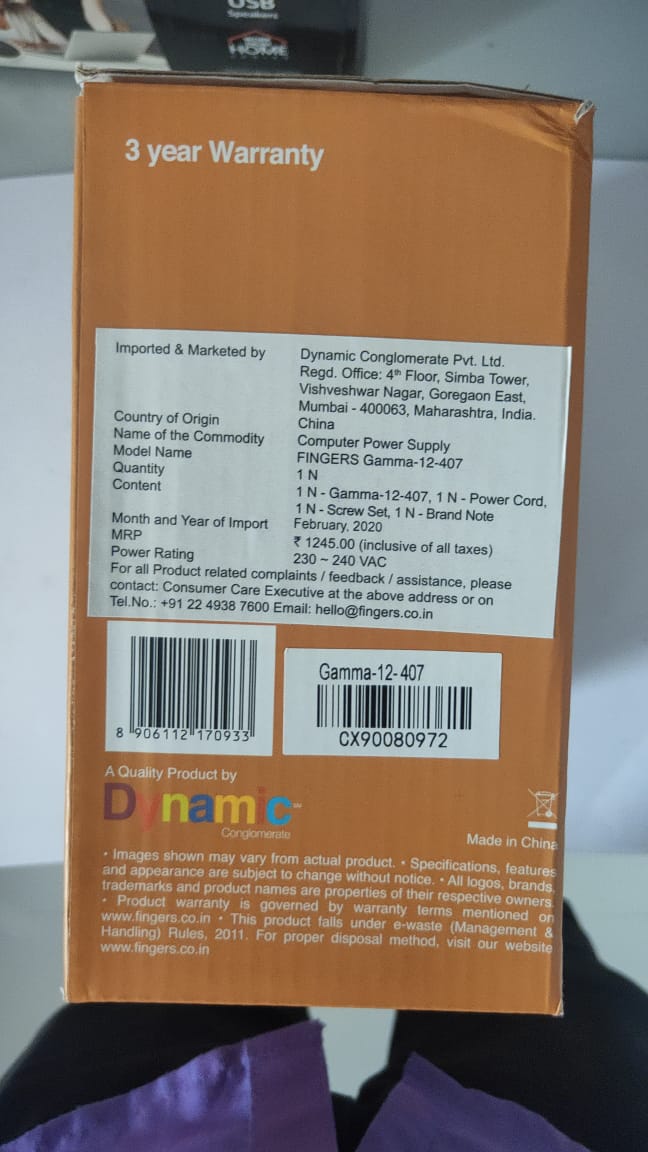 USB
Speakers
HOME
3 year Warranty
Imported & Marketed by Dynamic Conglomerate Pvt. Ltd.
Regd. Office: 4th Floor, Simba Tower,
Vishveshwar Nagar, Goregaon East,
Mumbai - 400063, Maharashtra, India.
Country of Origin China
Name of the Commodity Computer Power Supply
Model Name FINGERS Gamma-12-407
Quantity 1 N
Content 1 N - Gamma-12-407, 1 N - Power Cord,
1 N - Screw Set, 1 N - Brand Note
Month and Year of Import February, 2020
MRP ₹ 1245.00 (inclusive of all taxes)
Power Rating 230 ~ 240 VAC
For all Product related complaints / feedback / assistance, please
contact: Consumer Care Executive at the above address or on
Tel.No.: +91 22 4938 7600 Email: hello@fingers.co.in
8 906112 170933
Gamma-12-407
CX90080972
A Quality Product by
Dynamic SM
Conglomerate
Made in China
• Images shown may vary from actual product. • Specifications, features
and appearance are subject to change without notice. • All logos, brands,
trademarks and product names are properties of their respective owners.
• Product warranty is governed by warranty terms mentioned on
www.fingers.co.in • This product falls under e-waste (Management &
Handling) Rules, 2011. For proper disposal method, visit our website
www.fingers.co.in